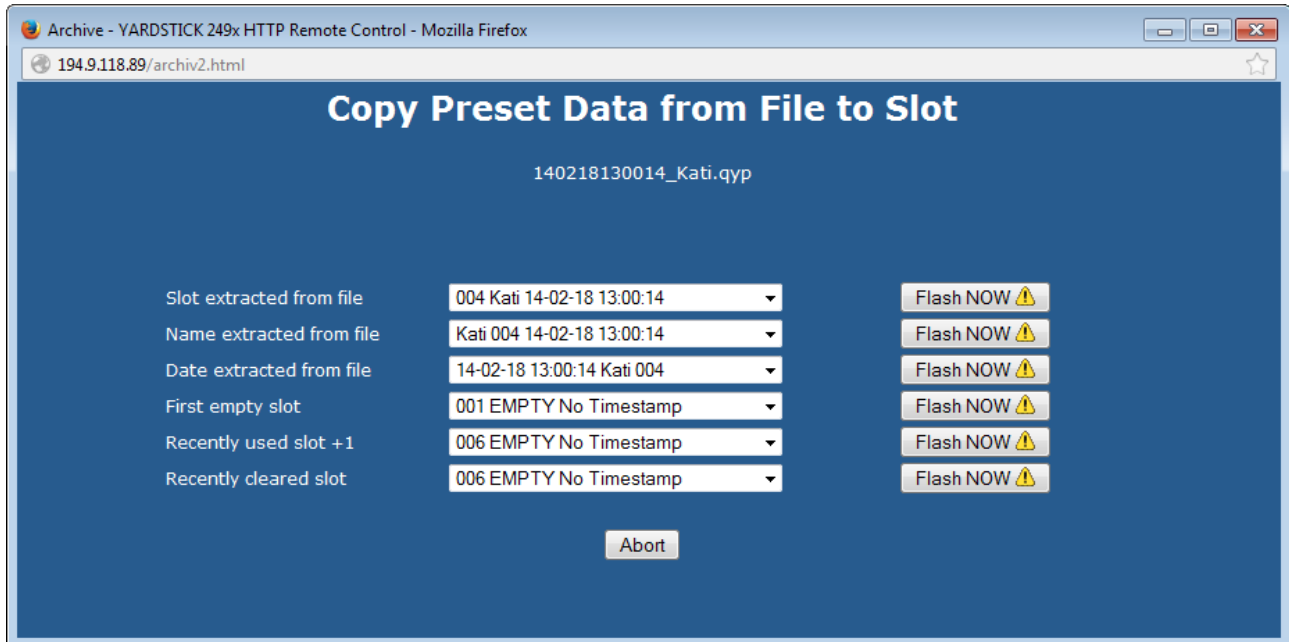 Archive - YARDSTICK 249x HTTP Remote Control - Mozilla Firefox
194.9.118.89/archiv2.html
Copy Preset Data from File to Slot
140218130014_Kati.qyp
Slot extracted from file 004 Kati 14-02-18 13:00:14 Flash NOW
Name extracted from file Kati 004 14-02-18 13:00:14 Flash NOW
Date extracted from file 14-02-18 13:00:14 Kati 004 Flash NOW
First empty slot 001 EMPTY No Timestamp Flash NOW
Recently used slot +1 006 EMPTY No Timestamp Flash NOW
Recently cleared slot 006 EMPTY No Timestamp Flash NOW
Abort